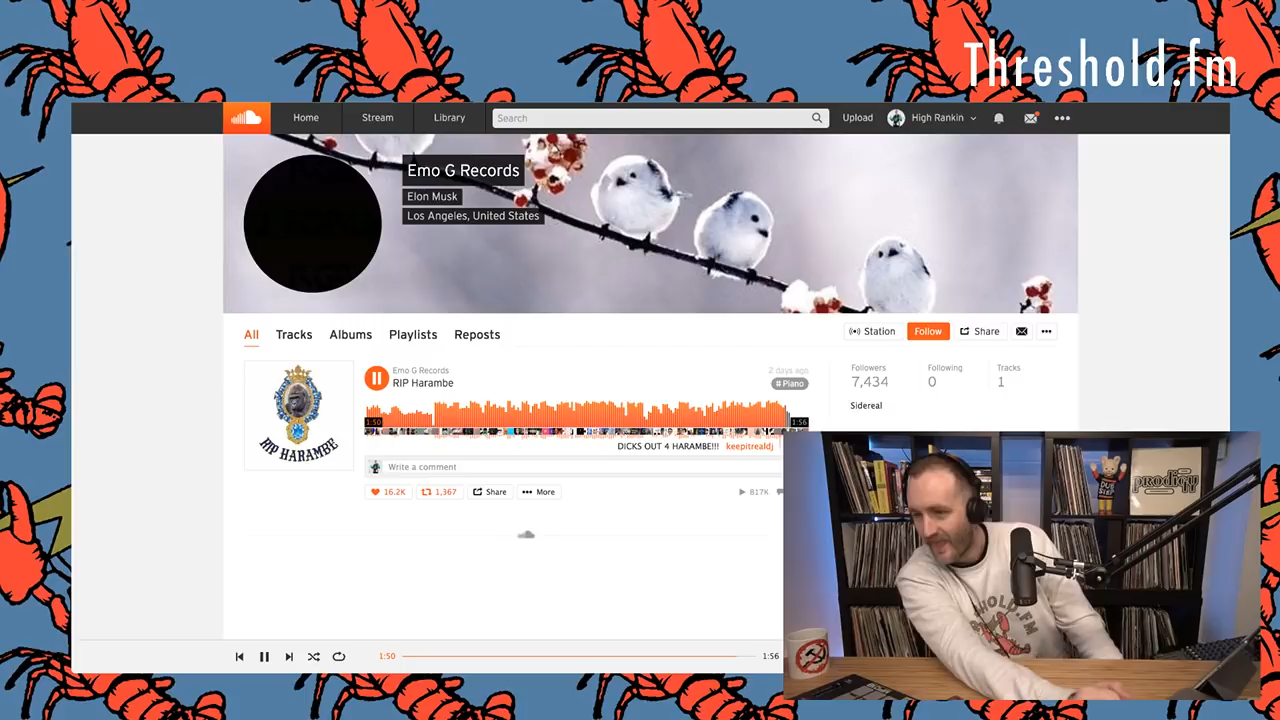 Threshold.fm
Home
Stream
Library
Search
Upload
High Rankin
Emo G Records
Elon Musk
Los Angeles, United States
All
Tracks
Albums
Playlists
Reposts
Station
Follow
Share
Followers
Following
Tracks
7,434
0
1
Sidereal
RIP HARAMBE
Emo G Records
RIP Harambe
2 days ago
# Piano
1:50
1:56
DICKS OUT 4 HARAMBE!!! keepitrealdj
Write a comment
16.2K
1,367
Share
More
817K
1:50
1:56
prodigy
DUB STEP